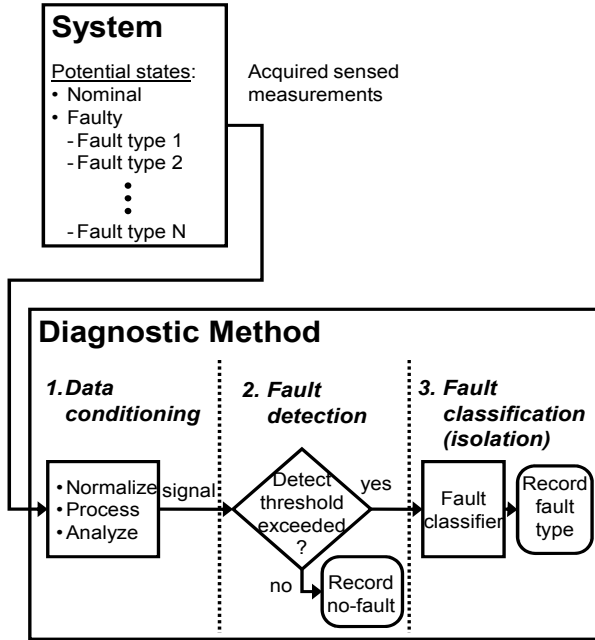 System
Potential states:
• Nominal
• Faulty
- Fault type 1
- Fault type 2
- Fault type N
Acquired sensed
measurements
Diagnostic Method
1. Data
conditioning
• Normalize
• Process
• Analyze
signal
2. Fault
detection
Detect
threshold
exceeded
?
yes
no
Record
no-fault
3. Fault
classification
(isolation)
Fault
classifier
Record
fault
type